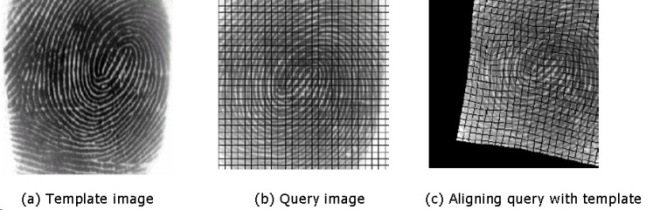 (a) Template image
(b) Query image
(c) Aligning query with template